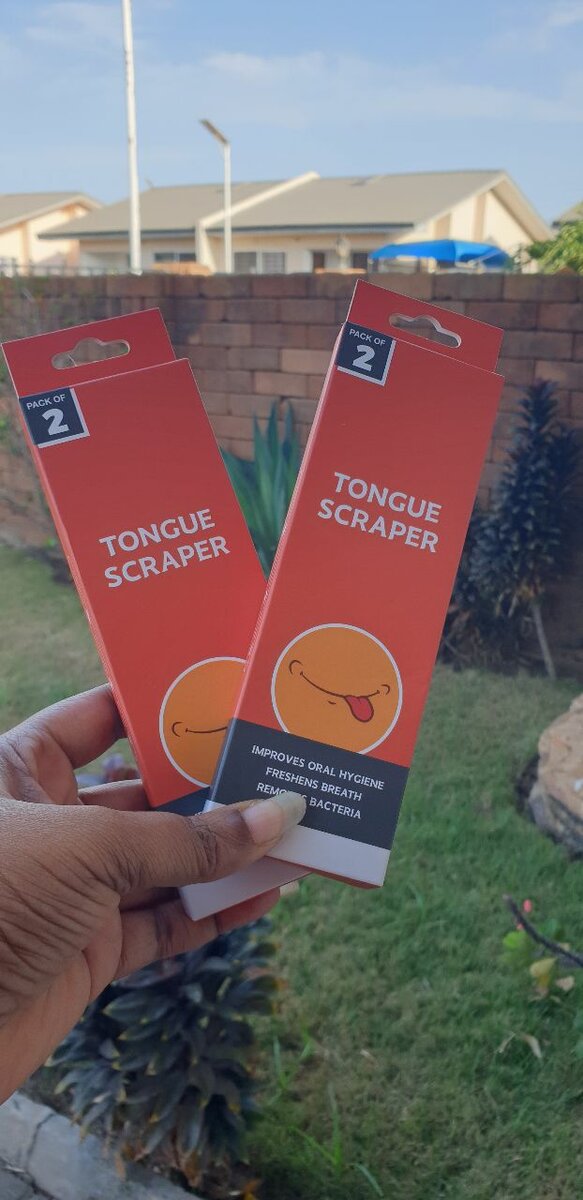 PACK OF
2
TONGUE
SCRAPER
PACK OF
2
TONGUE
SCRAPER
IMPROVES ORAL HYGIENE
FRESHENS BREATH
BACTERIA